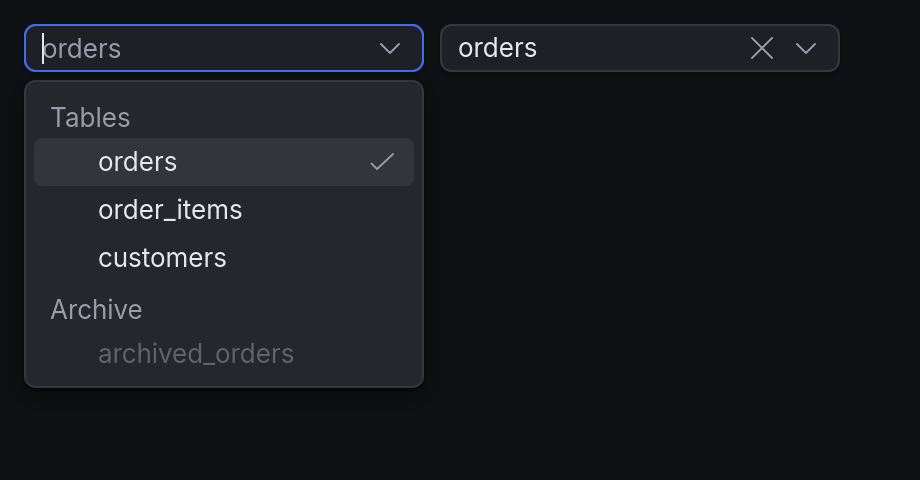 orders
orders
Tables
orders
order_items
customers
Archive
archived_orders